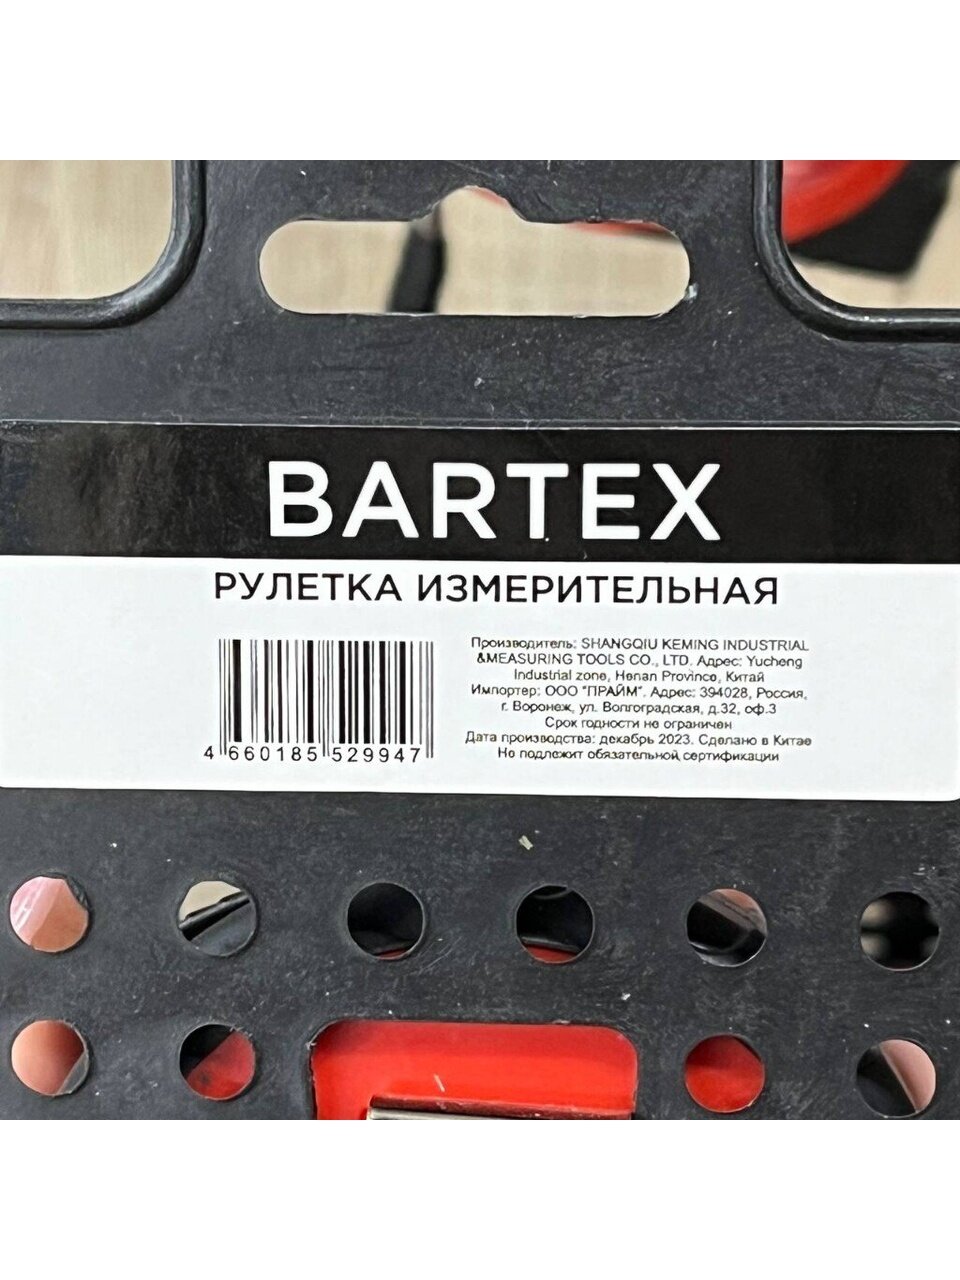 BARTEX
РУЛЕТКА ИЗМЕРИТЕЛЬНАЯ
Производитель: SHANGQIU KEMING INDUSTRIAL
&MEASURING TOOLS CO., LTD. Адрес: Yucheng
Industrial zone, Henan Province, Китай
Импортер: ООО "ПРАЙМ". Адрес: 394028, Россия,
г. Воронеж, ул. Волгоградская, д.32, оф.3
Срок годности не ограничен
Дата производства: декабрь 2023. Сделано в Китае
Не подлежит обязательной сертификации
4 660185 529947